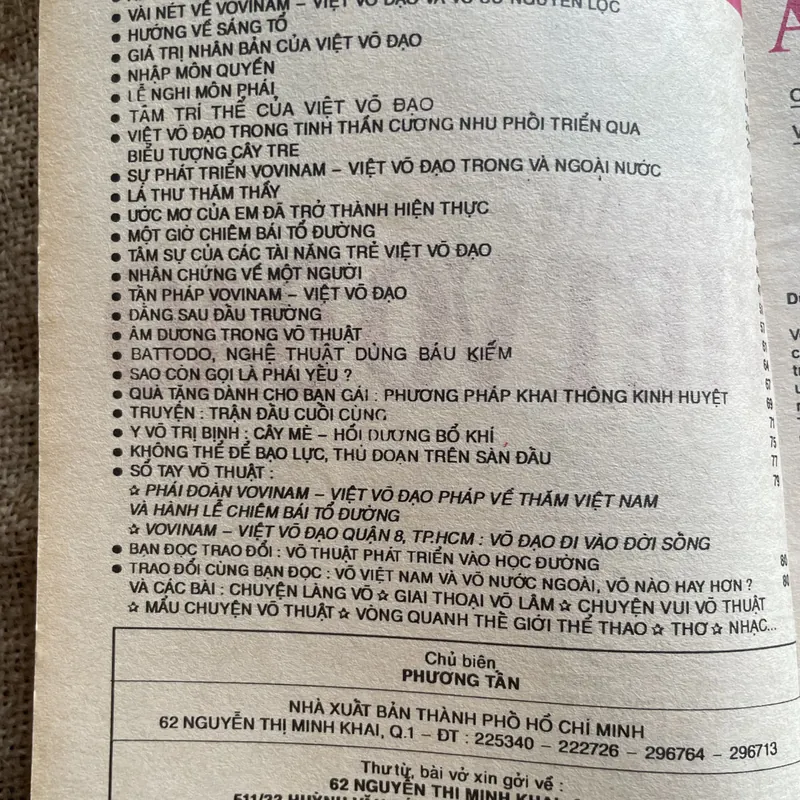 VÀI NÉT VỀ VOVINAM – VIỆT VÕ ĐẠO VÀ VÕ SƯ NGUYỄN LỘC
● HƯỚNG VỀ SÁNG TỔ
● GIÁ TRỊ NHÂN BẢN CỦA VIỆT VÕ ĐẠO
● NHẬP MÔN QUYỀN
● LỄ NGHI MÔN PHÁI
● TÂM TRÍ THỂ CỦA VIỆT VÕ ĐẠO
● VIỆT VÕ ĐẠO TRONG TINH THẦN CƯƠNG NHU PHỐI TRIỂN QUA
BIỂU TƯỢNG CÂY TRE
● SỰ PHÁT TRIỂN VOVINAM – VIỆT VÕ ĐẠO TRONG VÀ NGOÀI NƯỚC
● LÁ THƯ THĂM THẦY
● ƯỚC MƠ CỦA EM ĐÃ TRỞ THÀNH HIỆN THỰC
● MỘT GIỜ CHIÊM BÁI TỔ ĐƯỜNG
● TÂM SỰ CỦA CÁC TÀI NĂNG TRẺ VIỆT VÕ ĐẠO
● NHÂN CHỨNG VỀ MỘT NGƯỜI
● TẤN PHÁP VOVINAM – VIỆT VÕ ĐẠO
● ĐẰNG SAU ĐẤU TRƯỜNG
● ÂM DƯƠNG TRONG VÕ THUẬT 61
● BATTODO, NGHỆ THUẬT DÙNG BÁU KIẾM 64
● SAO CÒN GỌI LÀ PHÁI YẾU ? 67
● QUÀ TẶNG DÀNH CHO BẠN GÁI : PHƯƠNG PHÁP KHAI THÔNG KINH HUYỆT 69
● TRUYỆN : TRẬN ĐẤU CUỐI CÙNG 71
● Y VÕ TRỊ BỊNH : CÂY MÈ – HỒI DƯƠNG BỔ KHÍ 75
● KHÔNG THỂ ĐỂ BẠO LỰC, THỦ ĐOẠN TRÊN SÀN ĐẤU 77
● SỔ TAY VÕ THUẬT : 79
✰ PHÁI ĐOÀN VOVINAM – VIỆT VÕ ĐẠO PHÁP VỀ THĂM VIỆT NAM
VÀ HÀNH LỄ CHIÊM BÁI TỔ ĐƯỜNG
✰ VOVINAM – VIỆT VÕ ĐẠO QUẬN 8, TP.HCM : VÕ ĐẠO ĐI VÀO ĐỜI SỐNG
● BẠN ĐỌC TRAO ĐỔI : VÕ THUẬT PHÁT TRIỂN VÀO HỌC ĐƯỜNG 80
● TRAO ĐỔI CÙNG BẠN ĐỌC : VÕ VIỆT NAM VÀ VÕ NƯỚC NGOÀI, VÕ NÀO HAY HƠN ? 80
VÀ CÁC BÀI : CHUYỆN LÀNG VÕ ✰ GIAI THOẠI VÕ LÂM ✰ CHUYỆN VUI VÕ THUẬT
✰ MẨU CHUYỆN VÕ THUẬT ✰ VÒNG QUANH THẾ GIỚI THỂ THAO ✰ THƠ ✰ NHẠC...
Chủ biên
PHƯƠNG TẤN
NHÀ XUẤT BẢN THÀNH PHỐ HỒ CHÍ MINH
62 NGUYỄN THỊ MINH KHAI, Q.1 – ĐT : 225340 – 222726 – 296764 – 296713
Thư từ, bài vở xin gởi về :
62 NGUYỄN THỊ MINH KHAI